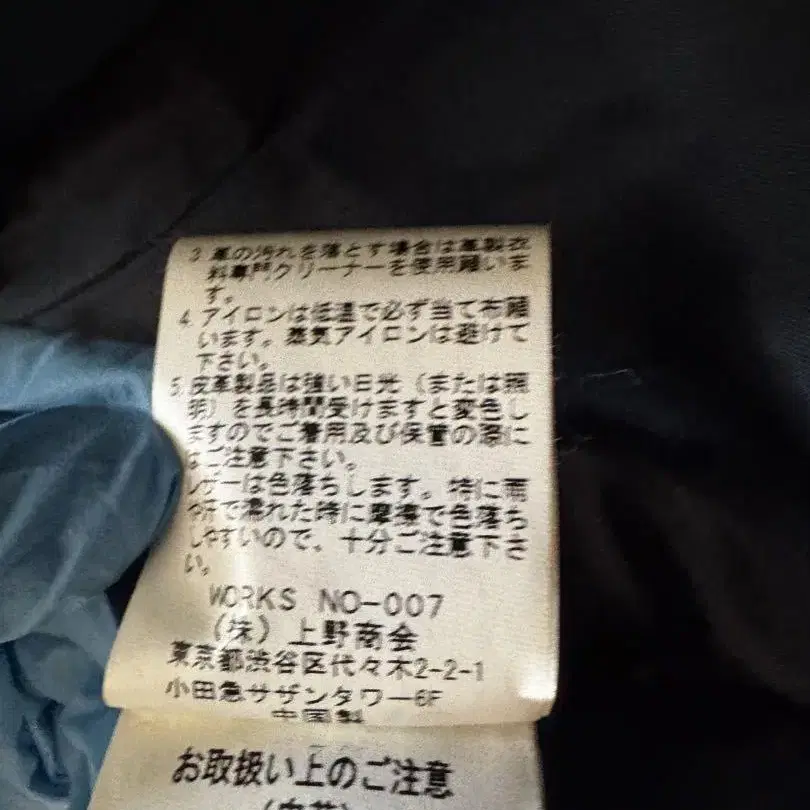 3 革の汚れを落とす場合は革製衣
料専門クリーナーを使用願いま
す。
4 アイロンは低温で必ず当て布願
います。蒸気アイロンは避けて
下さい。
5 皮革製品は強い日光（または照
明）を長時間受けますと変色し
ますのでご着用及び保管の際に
はご注意下さい。
ザーは色落ちします。特に雨
や汗で濡れた時に摩擦で色落ち
しやすいので、十分ご注意下さ
い。
WORKS NO-007
（株）上野商会
東京都渋谷区代々木2-2-1
小田急サザンタワー6F
中国製
お取扱い上のご注意